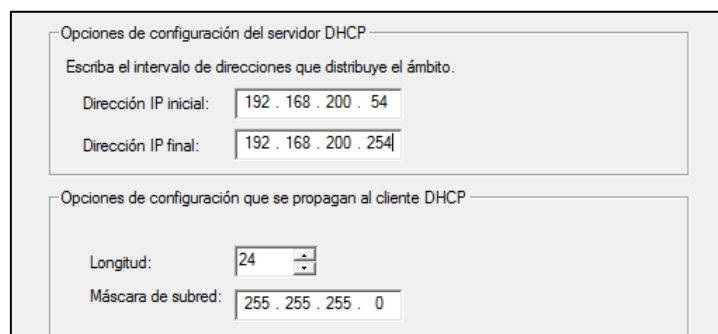 Opciones de configuración del servidor DHCP
Escriba el intervalo de direcciones que distribuye el ámbito.
Dirección IP inicial: 192 . 168 . 200 . 54
Dirección IP final: 192 . 168 . 200 . 254
Opciones de configuración que se propagan al cliente DHCP
Longitud: 24
Máscara de subred: 255 . 255 . 255 . 0